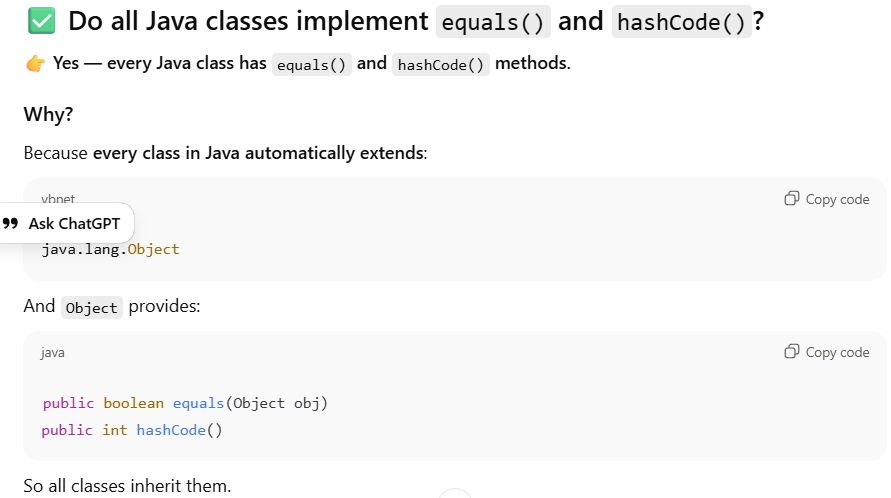 ✅ Do all Java classes implement equals() and hashCode()?
👉 Yes — every Java class has equals() and hashCode() methods.
Why?
Because every class in Java automatically extends:
vbnet
Copy code
Ask ChatGPT
java.lang.Object
And Object provides:
java
Copy code
public boolean equals(Object obj)
public int hashCode()
So all classes inherit them.